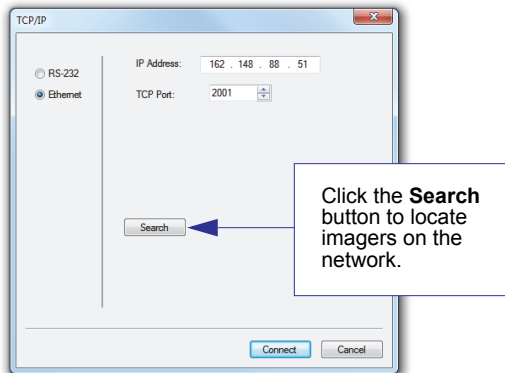 TCP/IP
RS-232
Ethernet
IP Address: 162 . 148 . 88 . 51
TCP Port: 2001
Search
Click the Search
button to locate
imagers on the
network.
Connect Cancel